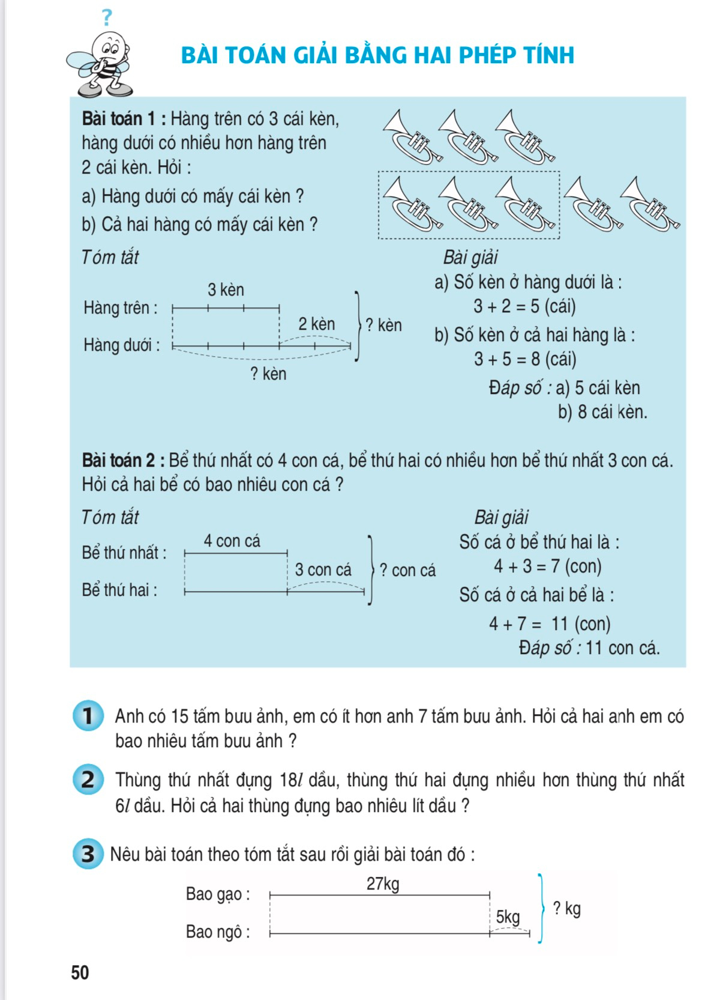 ?
BÀI TOÁN GIẢI BẰNG HAI PHÉP TÍNH
Bài toán 1 : Hàng trên có 3 cái kèn,
hàng dưới có nhiều hơn hàng trên
2 cái kèn. Hỏi :
a) Hàng dưới có mấy cái kèn ?
b) Cả hai hàng có mấy cái kèn ?
Tóm tắt
3 kèn
Hàng trên :
2 kèn
? kèn
Hàng dưới :
? kèn
Bài giải
a) Số kèn ở hàng dưới là :
3 + 2 = 5 (cái)
b) Số kèn ở cả hai hàng là :
3 + 5 = 8 (cái)
Đáp số : a) 5 cái kèn
b) 8 cái kèn.
Bài toán 2 : Bể thứ nhất có 4 con cá, bể thứ hai có nhiều hơn bể thứ nhất 3 con cá.
Hỏi cả hai bể có bao nhiêu con cá ?
Tóm tắt
4 con cá
Bể thứ nhất :
3 con cá
? con cá
Bể thứ hai :
Bài giải
Số cá ở bể thứ hai là :
4 + 3 = 7 (con)
Số cá ở cả hai bể là :
4 + 7 = 11 (con)
Đáp số : 11 con cá.
1 Anh có 15 tấm bưu ảnh, em có ít hơn anh 7 tấm bưu ảnh. Hỏi cả hai anh em có
bao nhiêu tấm bưu ảnh ?
2 Thùng thứ nhất đựng 18l dầu, thùng thứ hai đựng nhiều hơn thùng thứ nhất
6l dầu. Hỏi cả hai thùng đựng bao nhiêu lít dầu ?
3 Nêu bài toán theo tóm tắt sau rồi giải bài toán đó :
27kg
Bao gạo :
5kg
? kg
Bao ngô :
50